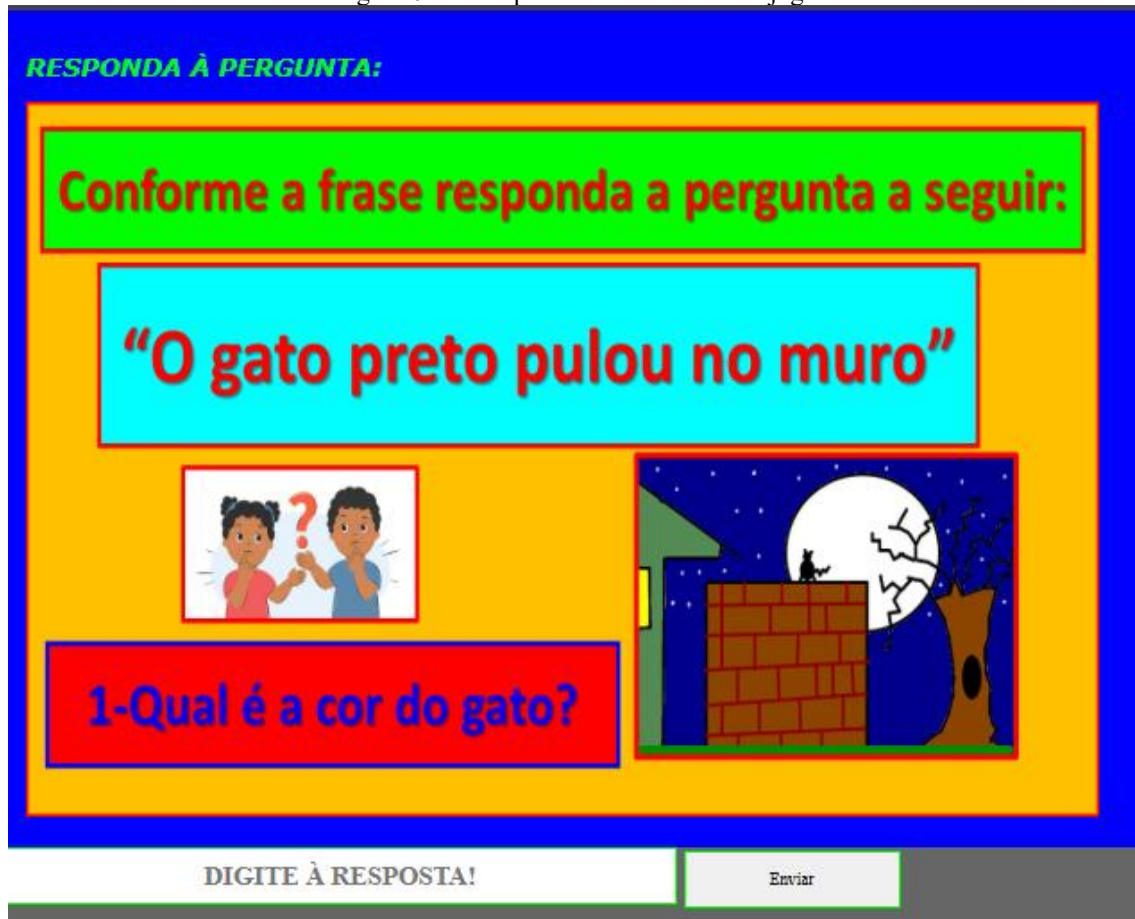 RESPONDA À PERGUNTA:
Conforme a frase responda a pergunta a seguir:
“O gato preto pulou no muro”
?
1-Qual é a cor do gato?
DIGITE À RESPOSTA!
Enviar